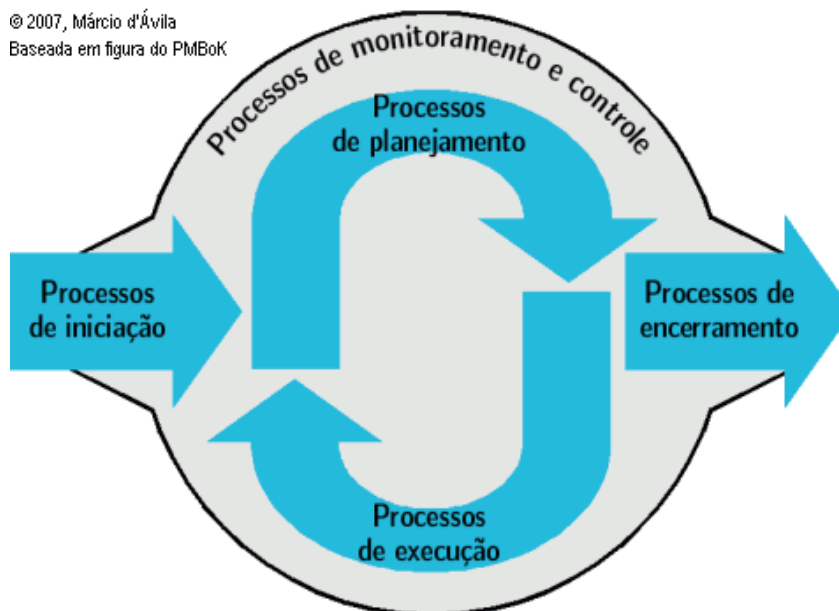 © 2007, Márcio d'Ávila
Baseada em figura do PMBoK
Processos de monitoramento e controle
Processos
de planejamento
Processos
de iniciação
Processos de
encerramento
Processos
de execução